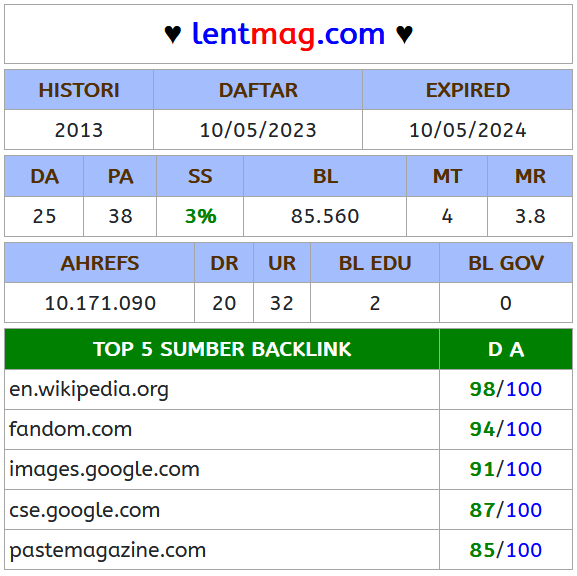 ♥ lentmag.com ♥
HISTORI DAFTAR EXPIRED
2013 10/05/2023 10/05/2024
DA PA SS BL MT MR
25 38 3% 85.560 4 3.8
AHREFS DR UR BL EDU BL GOV
10.171.090 20 32 2 0
TOP 5 SUMBER BACKLINK D A
en.wikipedia.org 98/100
fandom.com 94/100
images.google.com 91/100
cse.google.com 87/100
pastemagazine.com 85/100